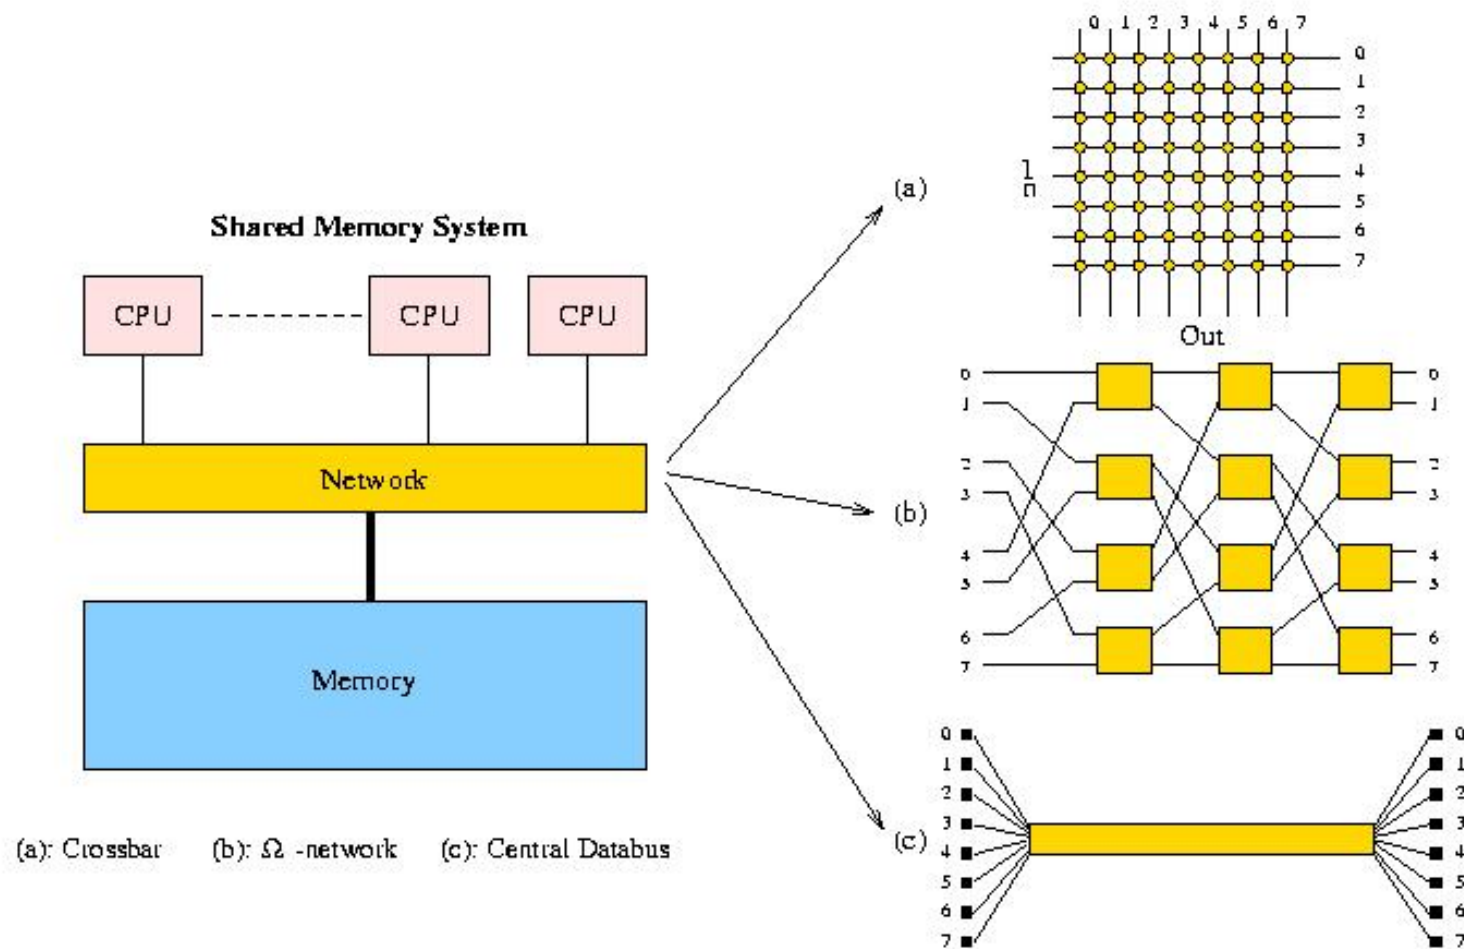 Shared Memory System
CPU CPU CPU
Network
Memory
(a): Crossbar (b): Ω -network (c): Central Databus
(a)
0 1 2 3 4 5 6 7
0
1
2
3
4
5
6
7
In
Out
(b)
0 0
1 1
2 2
3 3
4 4
5 5
6 6
7 7
(c)
0 0
1 1
2 2
3 3
4 4
5 5
6 6
7 7